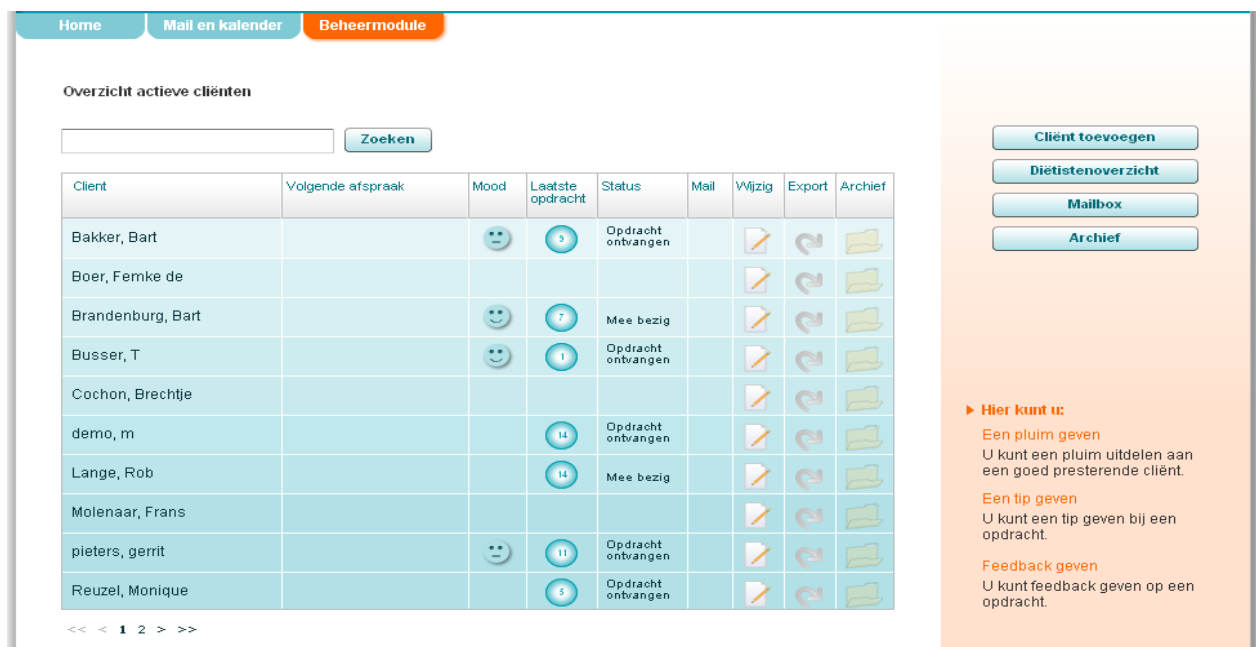 Home Mail en kalender Beheermodule
Overzicht actieve cliënten
Zoeken
Client Volgende afspraak Mood Laatste opdracht Status Mail Wijzig Export Archief
Bakker, Bart 3 Opdracht ontvangen
Boer, Femke de
Brandenburg, Bart 7 Mee bezig
Busser, T 1 Opdracht ontvangen
Cochon, Brechtje
demo, m 14 Opdracht ontvangen
Lange, Rob 14 Mee bezig
Molenaar, Frans
pieters, gerrit 11 Opdracht ontvangen
Reuzel, Monique 5 Opdracht ontvangen
<< < 1 2 > >>
Cliënt toevoegen
Diëtistenoverzicht
Mailbox
Archief
Hier kunt u:
Een pluim geven
U kunt een pluim uitdelen aan
een goed presterende cliënt.
Een tip geven
U kunt een tip geven bij een
opdracht.
Feedback geven
U kunt feedback geven op een
opdracht.